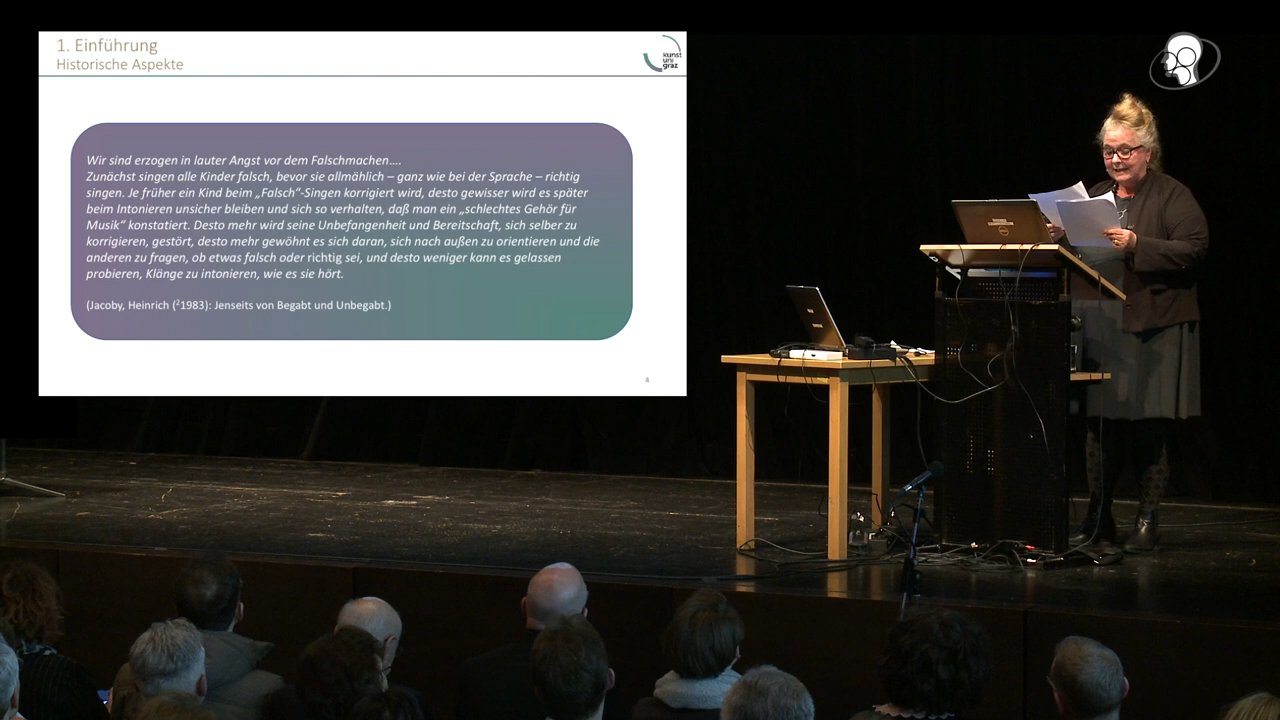 1. Einführung
Historische Aspekte
kunst
uni
graz
Wir sind erzogen in lauter Angst vor dem Falschmachen....
Zunächst singen alle Kinder falsch, bevor sie allmählich – ganz wie bei der Sprache – richtig
singen. Je früher ein Kind beim „Falsch“-Singen korrigiert wird, desto gewisser wird es später
beim Intonieren unsicher bleiben und sich so verhalten, daß man ein „schlechtes Gehör für
Musik“ konstatiert. Desto mehr wird seine Unbefangenheit und Bereitschaft, sich selber zu
korrigieren, gestört, desto mehr gewöhnt es sich daran, sich nach außen zu orientieren und die
anderen zu fragen, ob etwas falsch oder richtig sei, und desto weniger kann es gelassen
probieren, Klänge zu intonieren, wie es sie hört.
(Jacoby, Heinrich (²1983): Jenseits von Begabt und Unbegabt.)
4